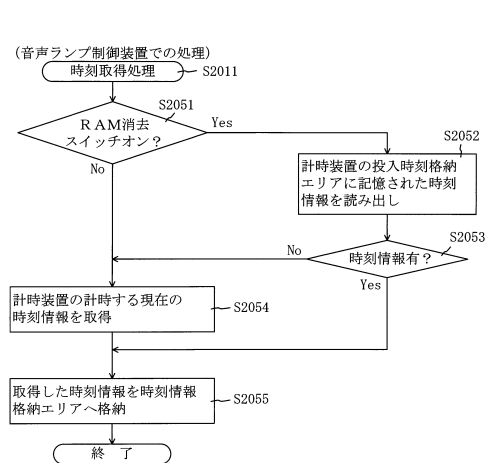 (音声ランプ制御装置での処理)
時刻取得処理
S2011
S2051
RAM消去
スイッチオン?
Yes
No
S2052
計時装置の投入時刻格納
エリアに記憶された時刻
情報を読み出し
S2053
時刻情報有?
No
Yes
計時装置の計時する現在の
時刻情報を取得
S2054
取得した時刻情報を時刻情報
格納エリアへ格納
S2055
終 了